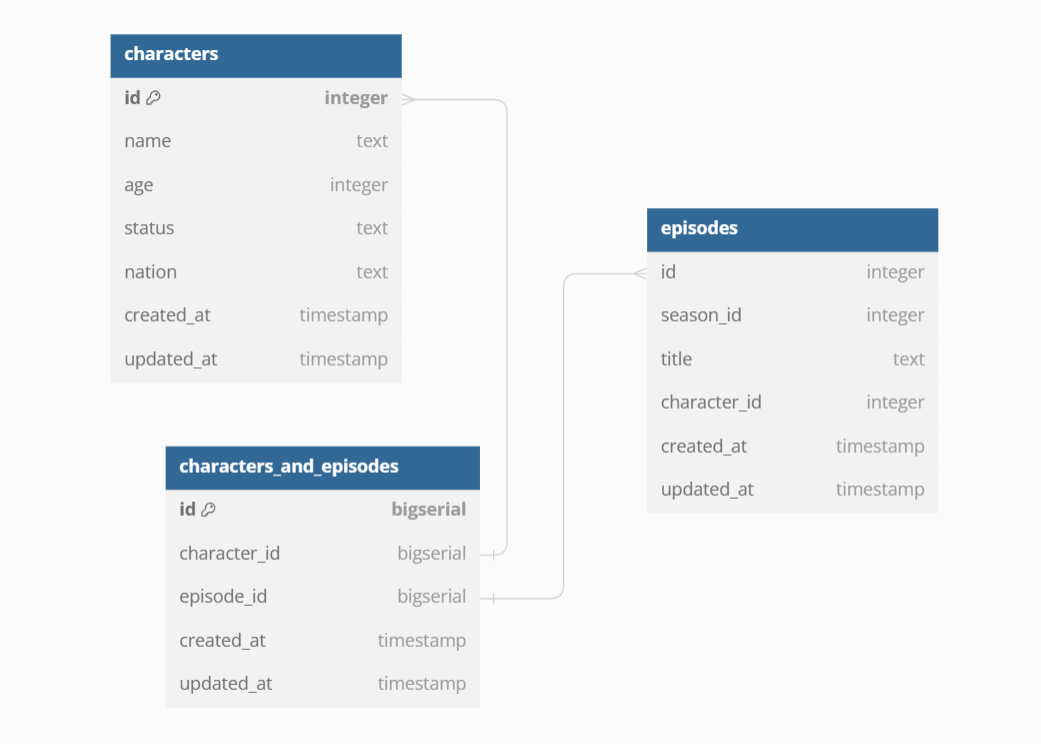 characters
id integer
name text
age integer
status text
nation text
created_at timestamp
updated_at timestamp
episodes
id integer
season_id integer
title text
character_id integer
created_at timestamp
updated_at timestamp
characters_and_episodes
id bigserial
character_id bigserial
episode_id bigserial
created_at timestamp
updated_at timestamp